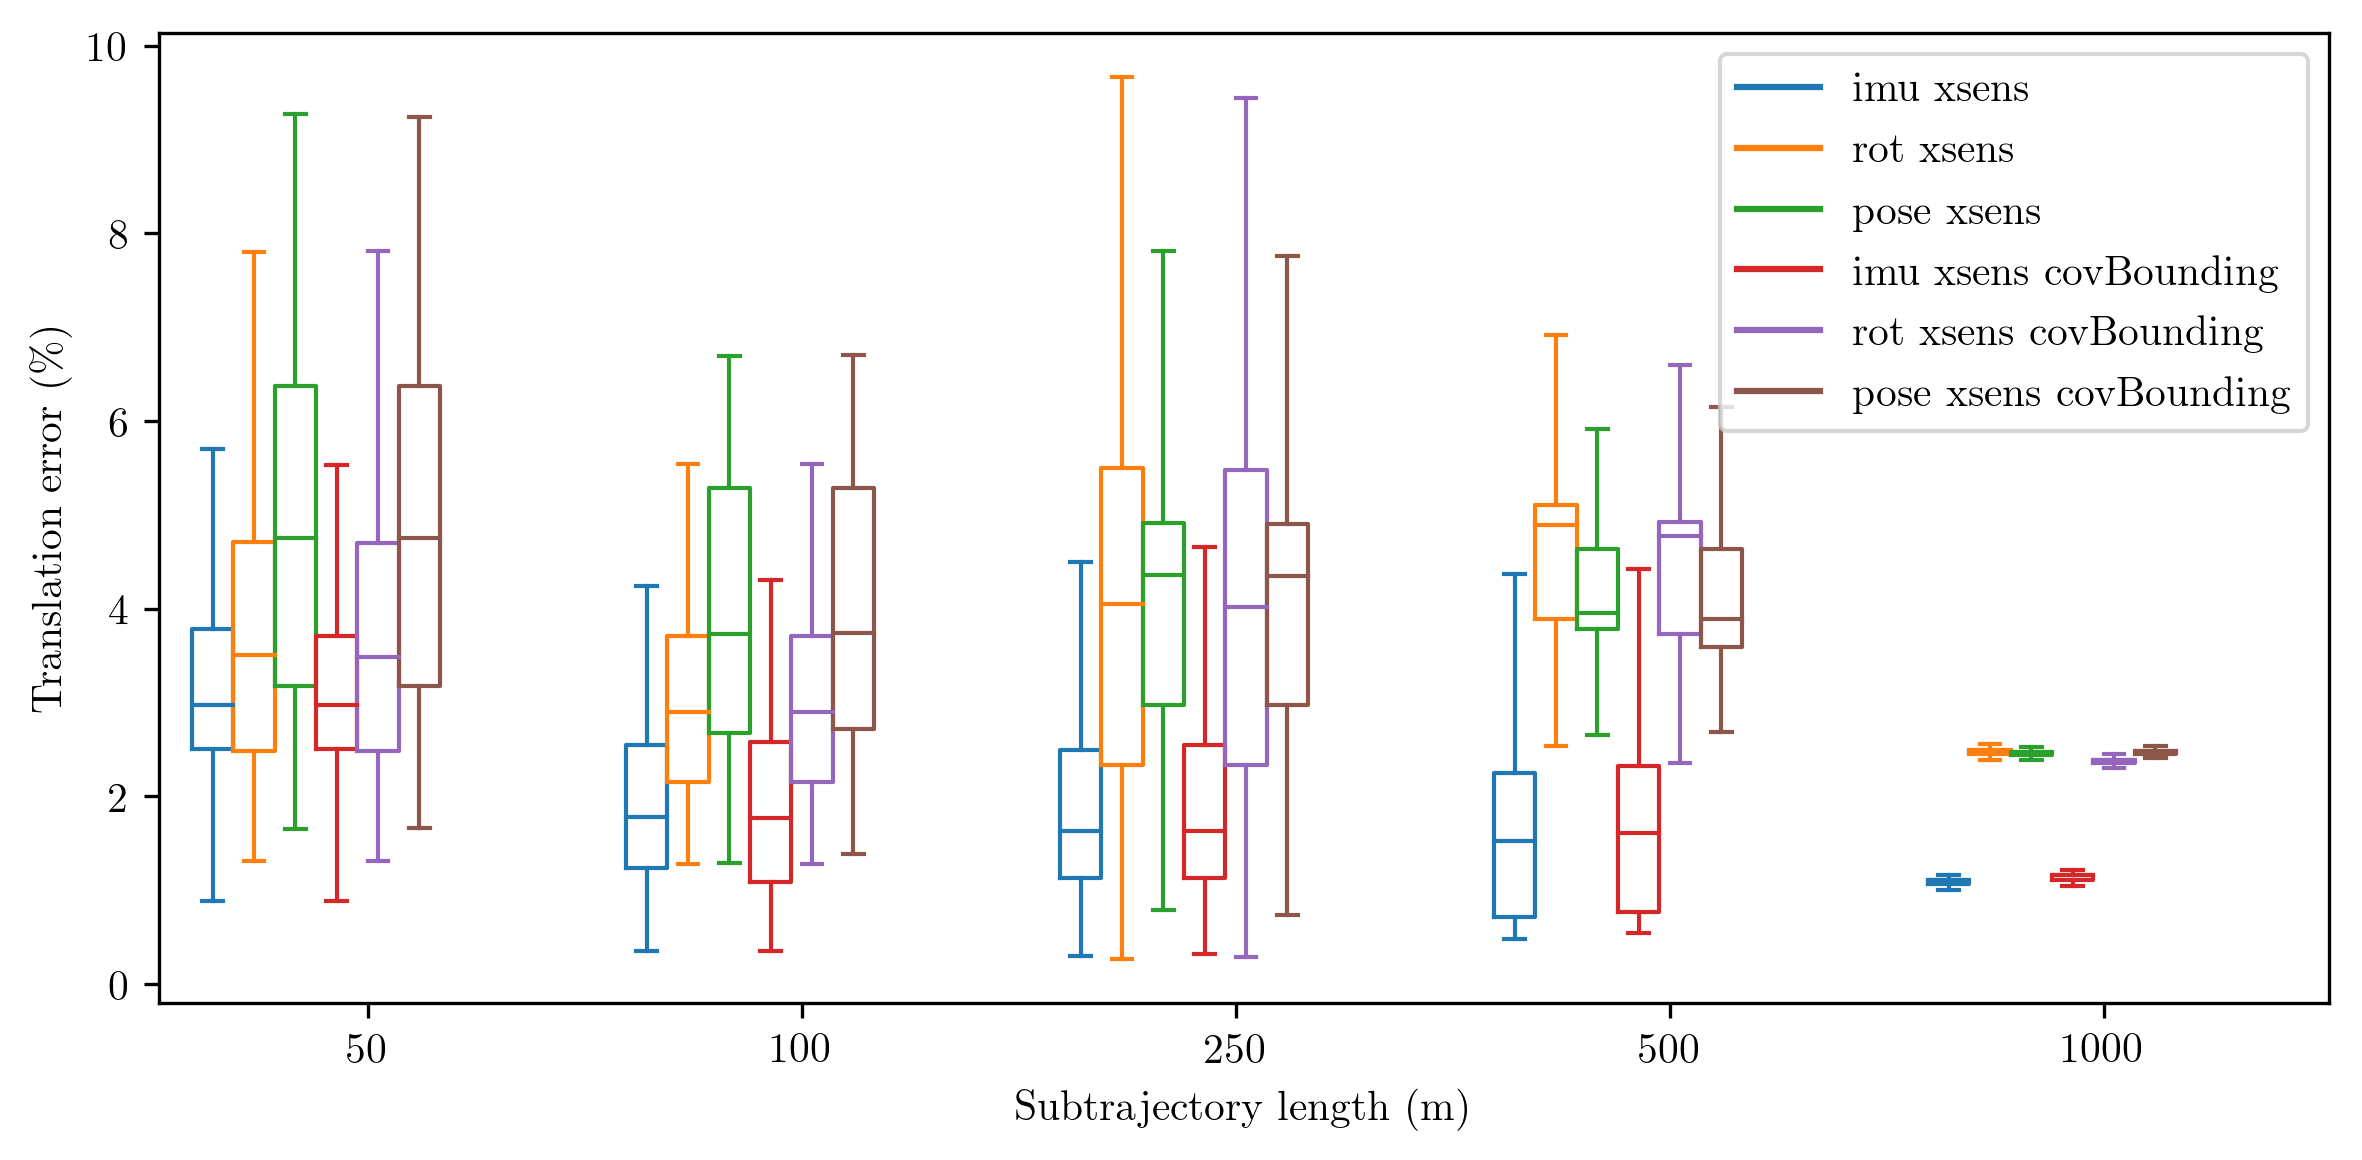 10
8
6
4
2
0
Translation error (%)
imu xsens
rot xsens
pose xsens
imu xsens covBounding
rot xsens covBounding
pose xsens covBounding
50
100
250
500
1000
Subtrajectory length (m)